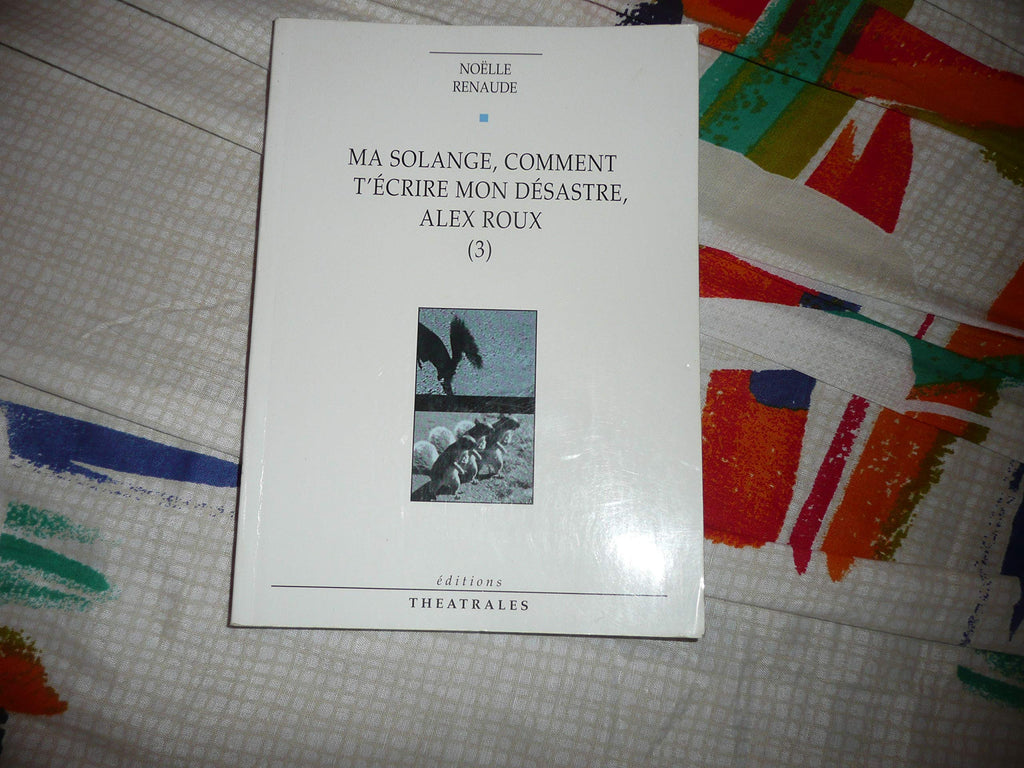 NOËLLE
RENAUDE
MA SOLANGE, COMMENT
T'ÉCRIRE MON DÉSASTRE,
ALEX ROUX
(3)
éditions
THEATRALES